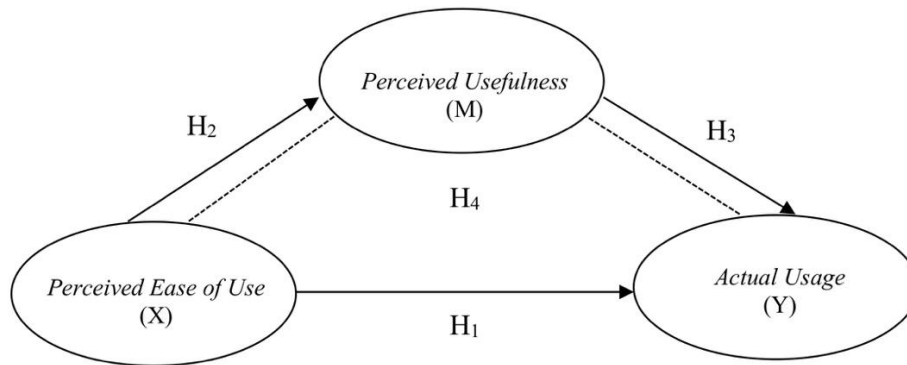 Perceived Usefulness
(M)
H₂
H₃
H₄
Perceived Ease of Use
(X)
Actual Usage
(Y)
H₁